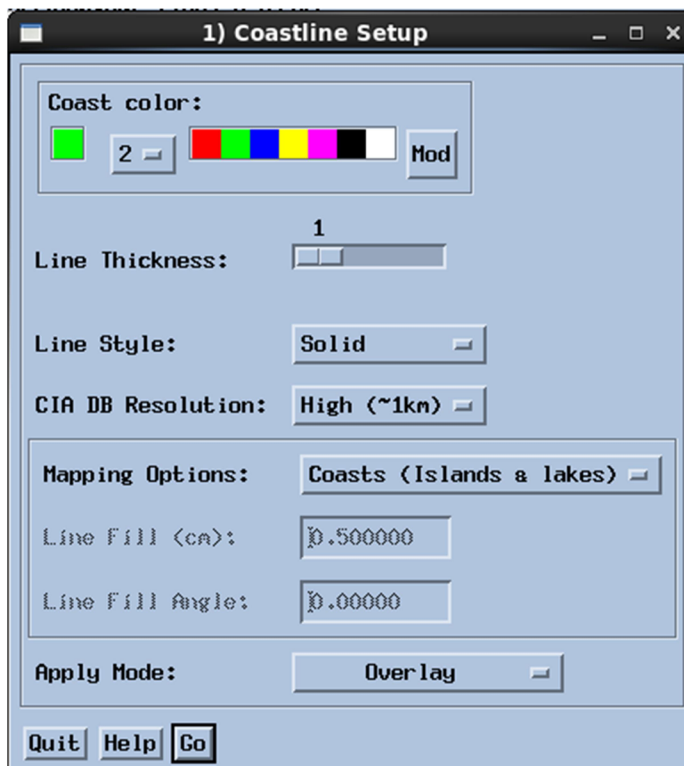 1) Coastline Setup
Coast color:
2
Mod
1
Line Thickness:
Line Style: Solid
CIA DB Resolution: High (~1km)
Mapping Options: Coasts (Islands & lakes)
Line Fill (cm): 0.500000
Line Fill Angle: 0.00000
Apply Mode: Overlay
Quit Help Go